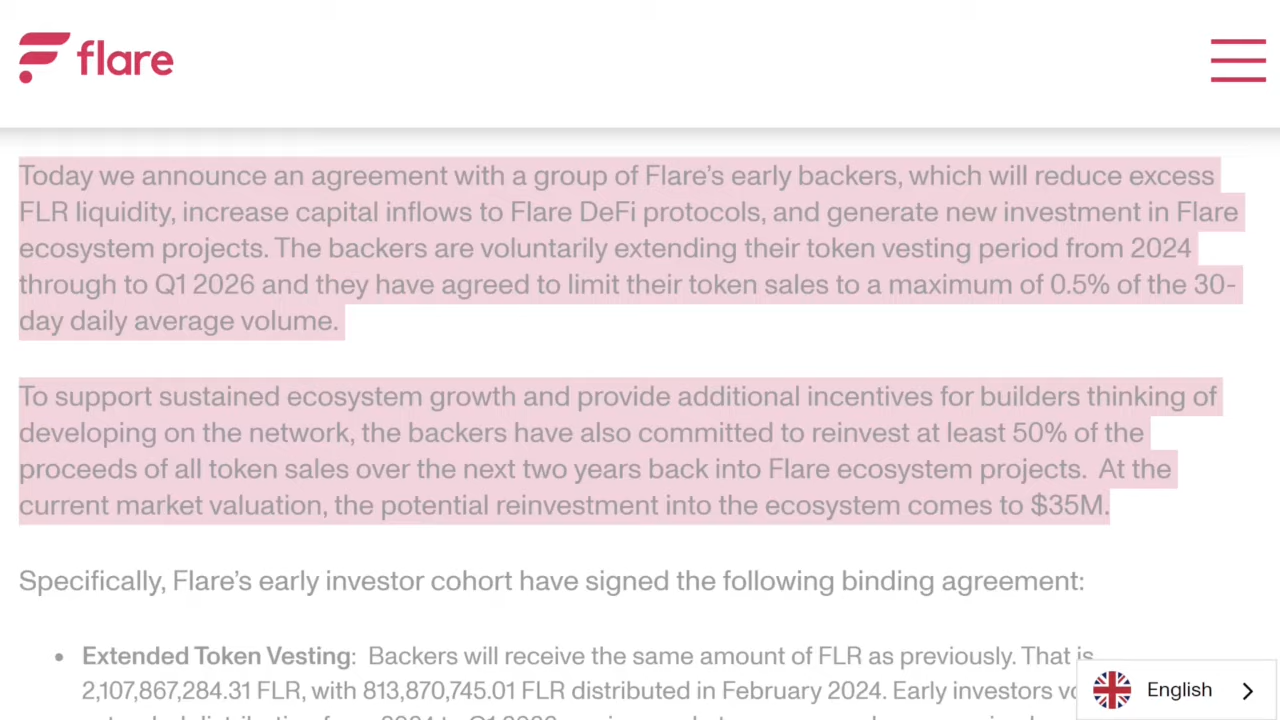 flare
Today we announce an agreement with a group of Flare’s early backers, which will reduce excess
FLR liquidity, increase capital inflows to Flare DeFi protocols, and generate new investment in Flare
ecosystem projects. The backers are voluntarily extending their token vesting period from 2024
through to Q1 2026 and they have agreed to limit their token sales to a maximum of 0.5% of the 30-
day daily average volume.
To support sustained ecosystem growth and provide additional incentives for builders thinking of
developing on the network, the backers have also committed to reinvest at least 50% of the
proceeds of all token sales over the next two years back into Flare ecosystem projects.  At the
current market valuation, the potential reinvestment into the ecosystem comes to $35M.
Specifically, Flare’s early investor cohort have signed the following binding agreement:
• Extended Token Vesting:  Backers will receive the same amount of FLR as previously. That is
2,107,867,284.31 FLR, with 813,870,745.01 FLR distributed in February 2024. Early investors
English